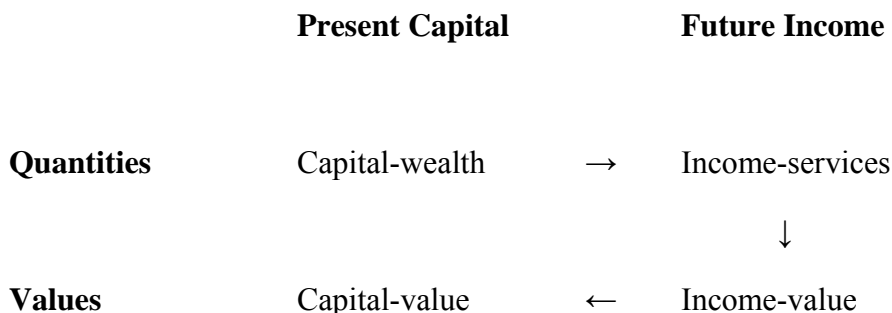 Present Capital Future Income
Quantities Capital-wealth → Income-services
↓
Values Capital-value ← Income-value